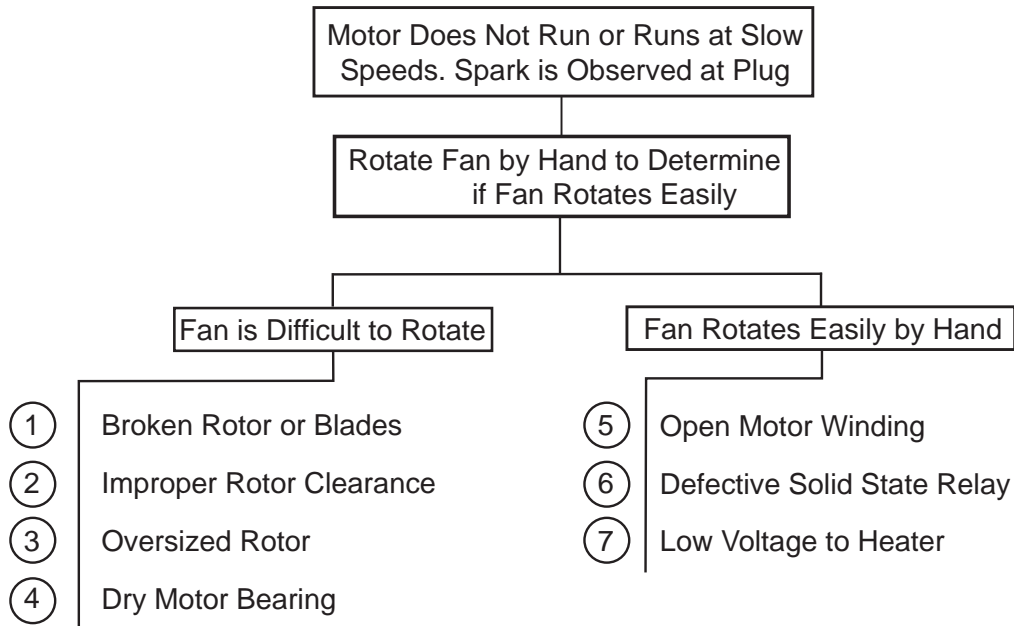 Motor Does Not Run or Runs at Slow
Speeds. Spark is Observed at Plug
Rotate Fan by Hand to Determine
if Fan Rotates Easily
Fan is Difficult to Rotate
1 Broken Rotor or Blades
2 Improper Rotor Clearance
3 Oversized Rotor
4 Dry Motor Bearing
Fan Rotates Easily by Hand
5 Open Motor Winding
6 Defective Solid State Relay
7 Low Voltage to Heater